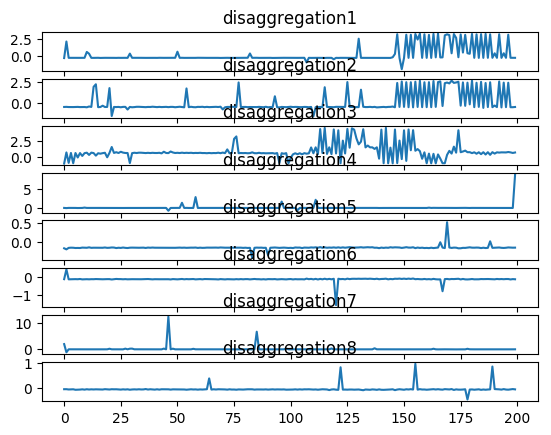 disaggregation1
2.5
0.0
disaggregation2
2.5
0.0
disaggregation3
2.5
0.0
disaggregation4
5
0
disaggregation5
0.5
0.0
disaggregation6
0
−1
disaggregation7
10
0
disaggregation8
1
0
0 25 50 75 100 125 150 175 200